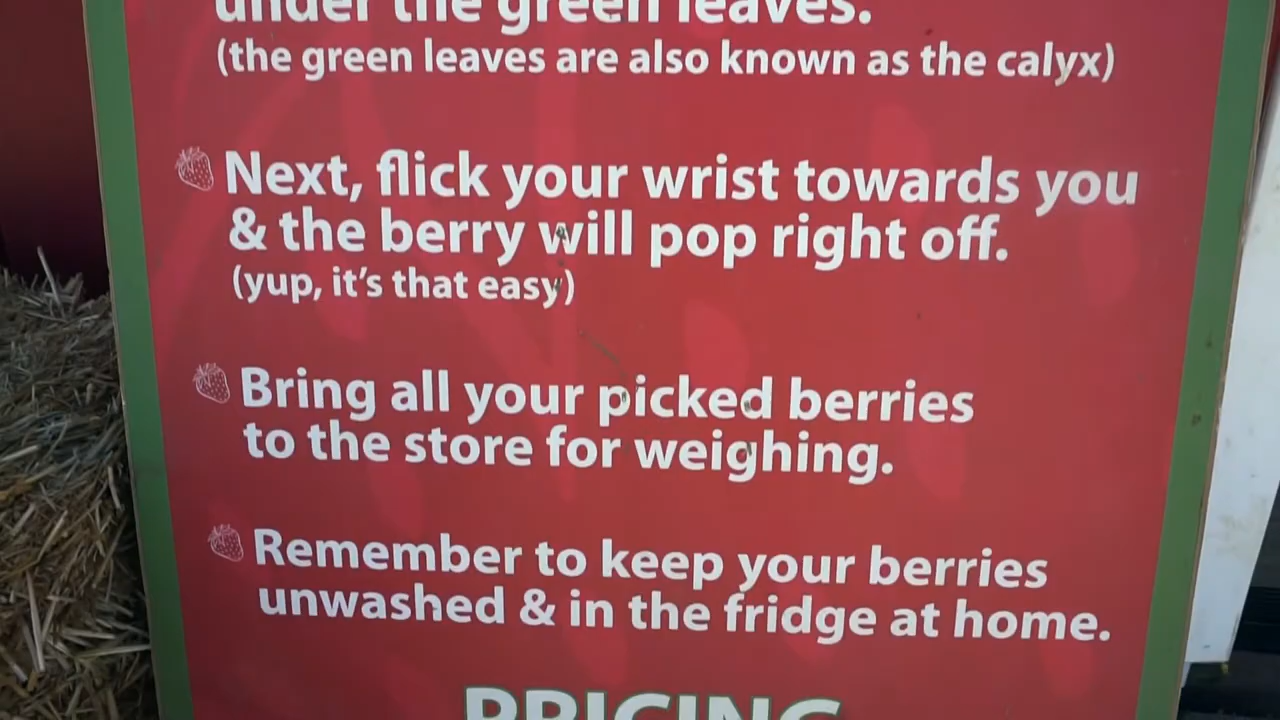 under the green leaves.
(the green leaves are also known as the calyx)
Next, flick your wrist towards you
& the berry will pop right off.
(yup, it's that easy)
Bring all your picked berries
to the store for weighing.
Remember to keep your berries
unwashed & in the fridge at home.
PRICING